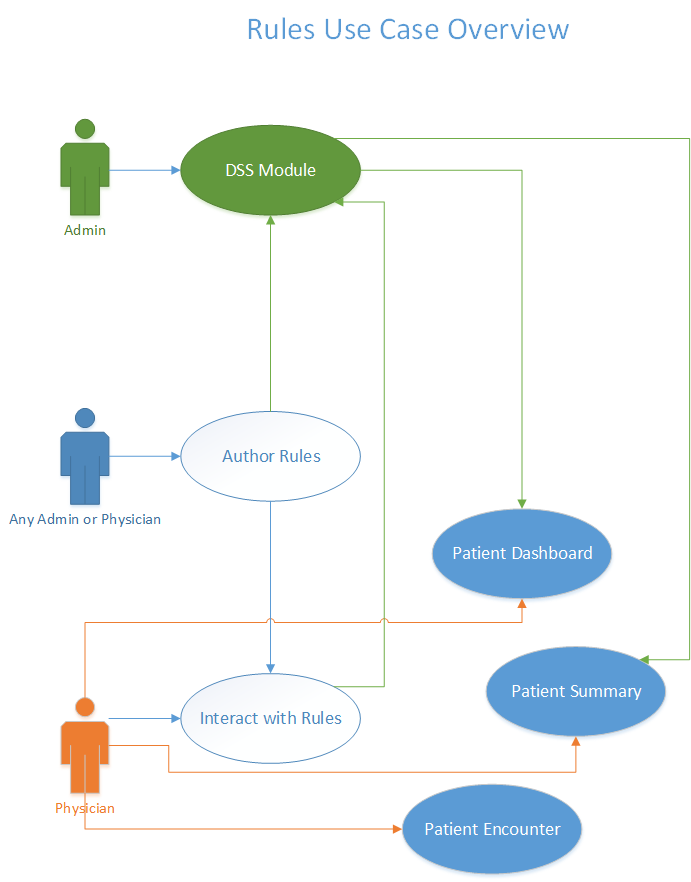 Rules Use Case Overview
DSS Module
Admin
Author Rules
Any Admin or Physician
Patient Dashboard
Patient Summary
Interact with Rules
Physician
Patient Encounter